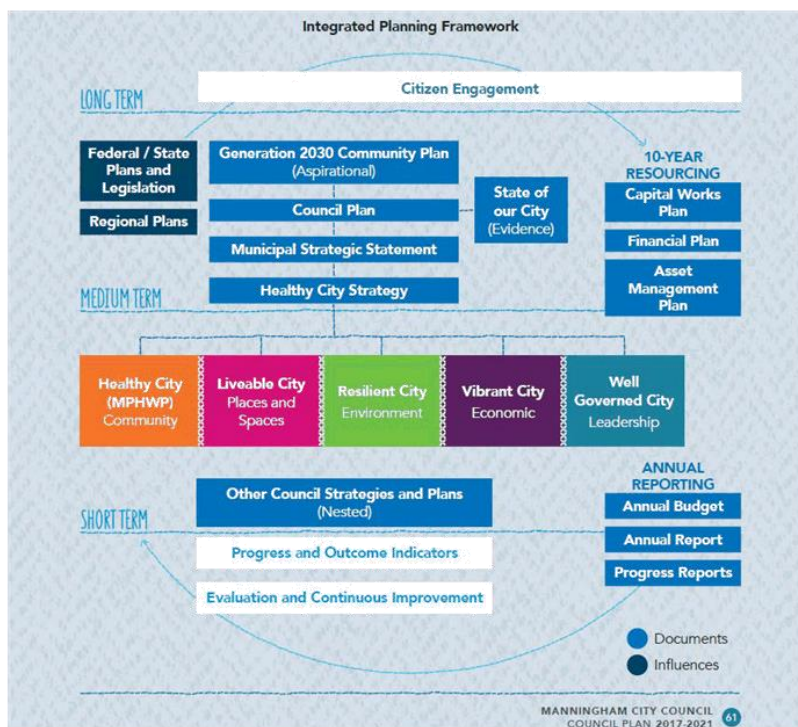 Integrated Planning Framework
Citizen Engagement
LONG TERM
Federal / State
Plans and
Legislation
Regional Plans
Generation 2030 Community Plan
(Aspirational)
Council Plan
Municipal Strategic Statement
Healthy City Strategy
State of
our City
(Evidence)
10-YEAR
RESOURCING
Capital Works
Plan
Financial Plan
Asset
Management
Plan
MEDIUM TERM
Healthy City
(MPHWP)
Community
Liveable City
Places and
Spaces
Resilient City
Environment
Vibrant City
Economic
Well
Governed City
Leadership
Other Council Strategies and Plans
(Nested)
SHORT TERM
Progress and Outcome Indicators
Evaluation and Continuous Improvement
ANNUAL
REPORTING
Annual Budget
Annual Report
Progress Reports
Documents
Influences
MANNINGHAM CITY COUNCIL
COUNCIL PLAN 2017-2021
61